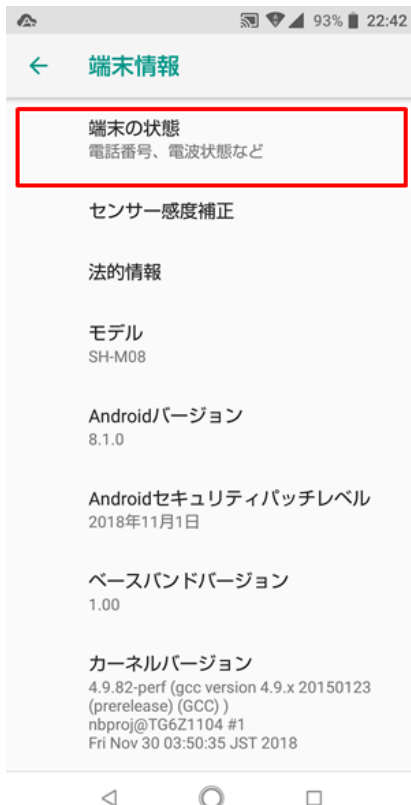 93% 22:42
端末情報
端末の状態
電話番号、電波状態など
センサー感度補正
法的情報
モデル
SH-M08
Androidバージョン
8.1.0
Androidセキュリティパッチレベル
2018年11月1日
ベースバンドバージョン
1.00
カーネルバージョン
4.9.82-perf (gcc version 4.9.x 20150123
(prerelease) (GCC) )
nbproj@TG6Z1104 #1
Fri Nov 30 03:50:35 JST 2018